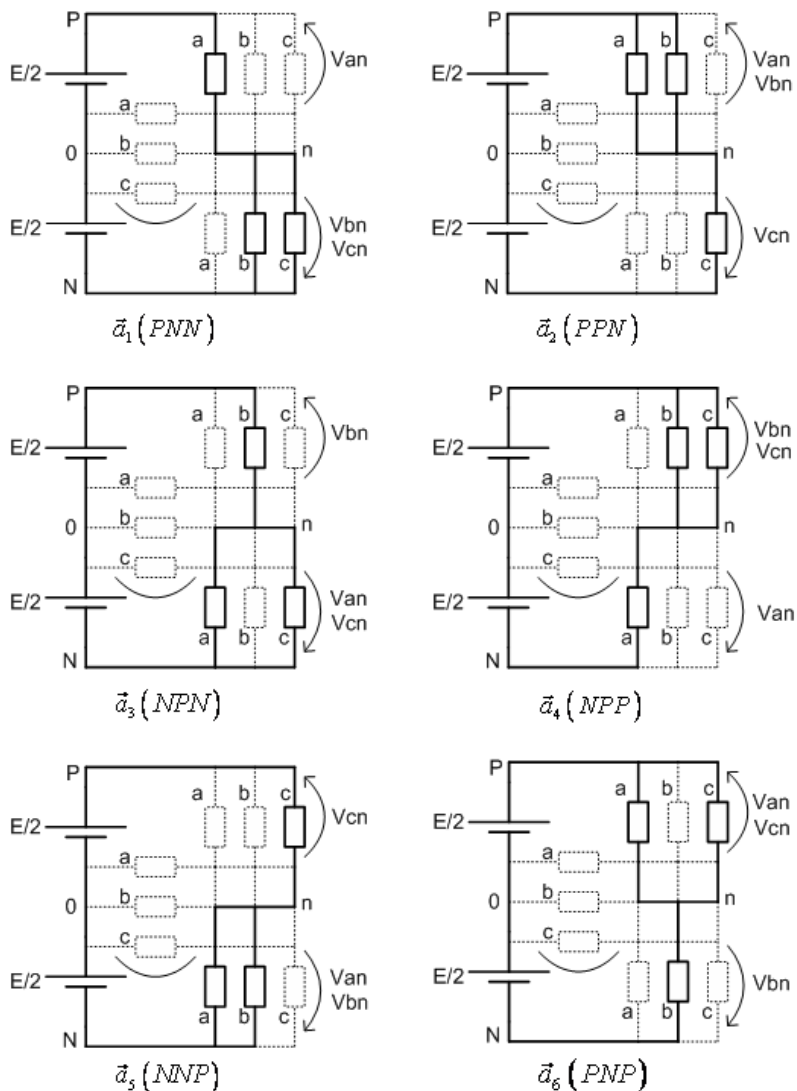 P
a b c
Van
E/2
a
0 b n
c
E/2
Vbn
Vcn
N a b c
a⃗₁(PNN)
P
a b c
Van
Vbn
E/2
a
0 b n
c
E/2
Vcn
N a b c
a⃗₂(PPN)
P
a b c
Vbn
E/2
a
0 b n
c
E/2
Van
Vcn
N a b c
a⃗₃(NPN)
P
a b c
Vbn
Vcn
E/2
a
0 b n
c
E/2
Van
N a b c
a⃗₄(NPP)
P
a b c
Vcn
E/2
a
0 b n
c
E/2
Van
Vbn
N a b c
a⃗₅(NNP)
P
a b c
Van
Vcn
E/2
a
0 b n
c
E/2
Vbn
N a b c
a⃗₆(PNP)